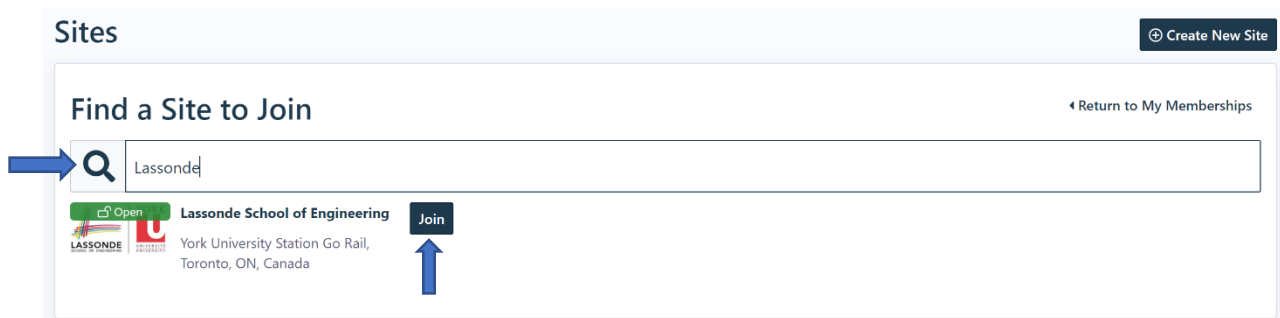 Sites
Create New Site
Find a Site to Join
Return to My Memberships
Lassonde
Open
Lassonde School of Engineering
Join
LASSONDE
U
York University Station Go Rail,
Toronto, ON, Canada